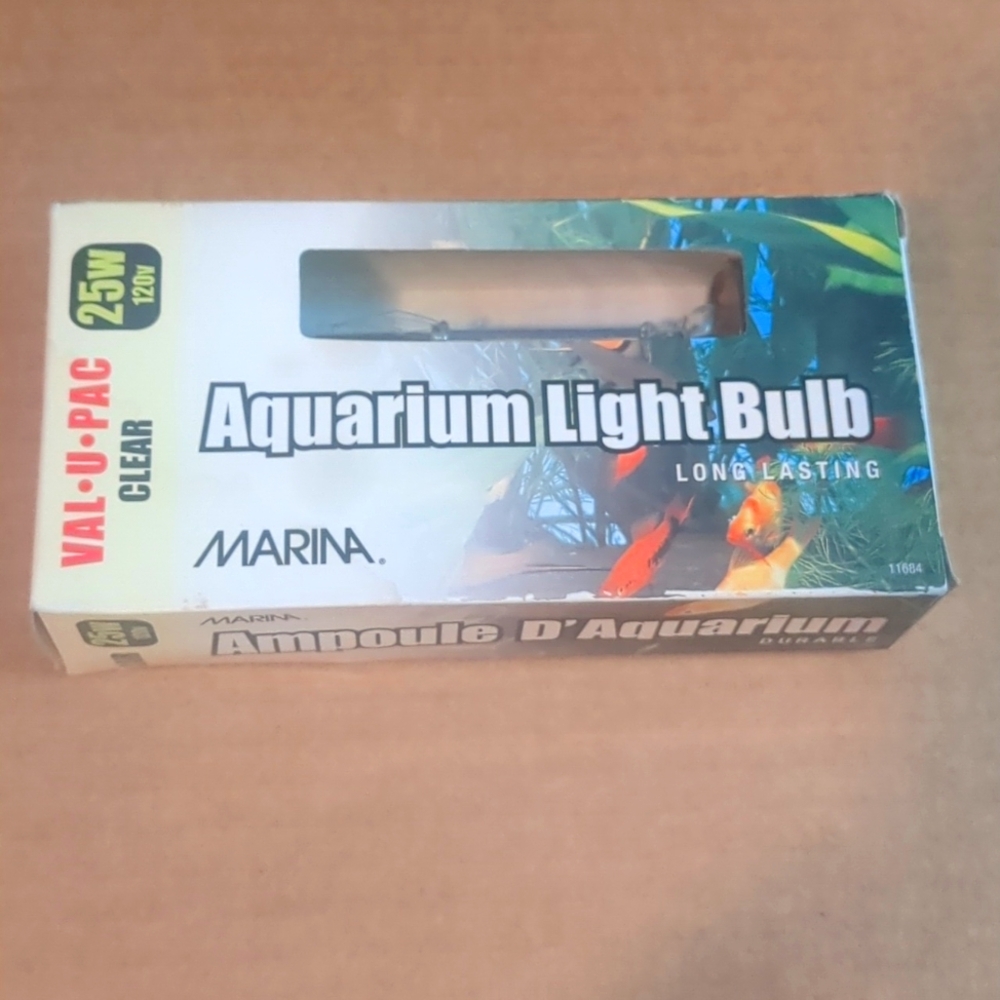 25W
120v
VAL•U•PAC
CLEAR
Aquarium Light Bulb
LONG LASTING
MARINA®
11684
MARINA
25W
Ampoule D'Aquarium
DURABLE